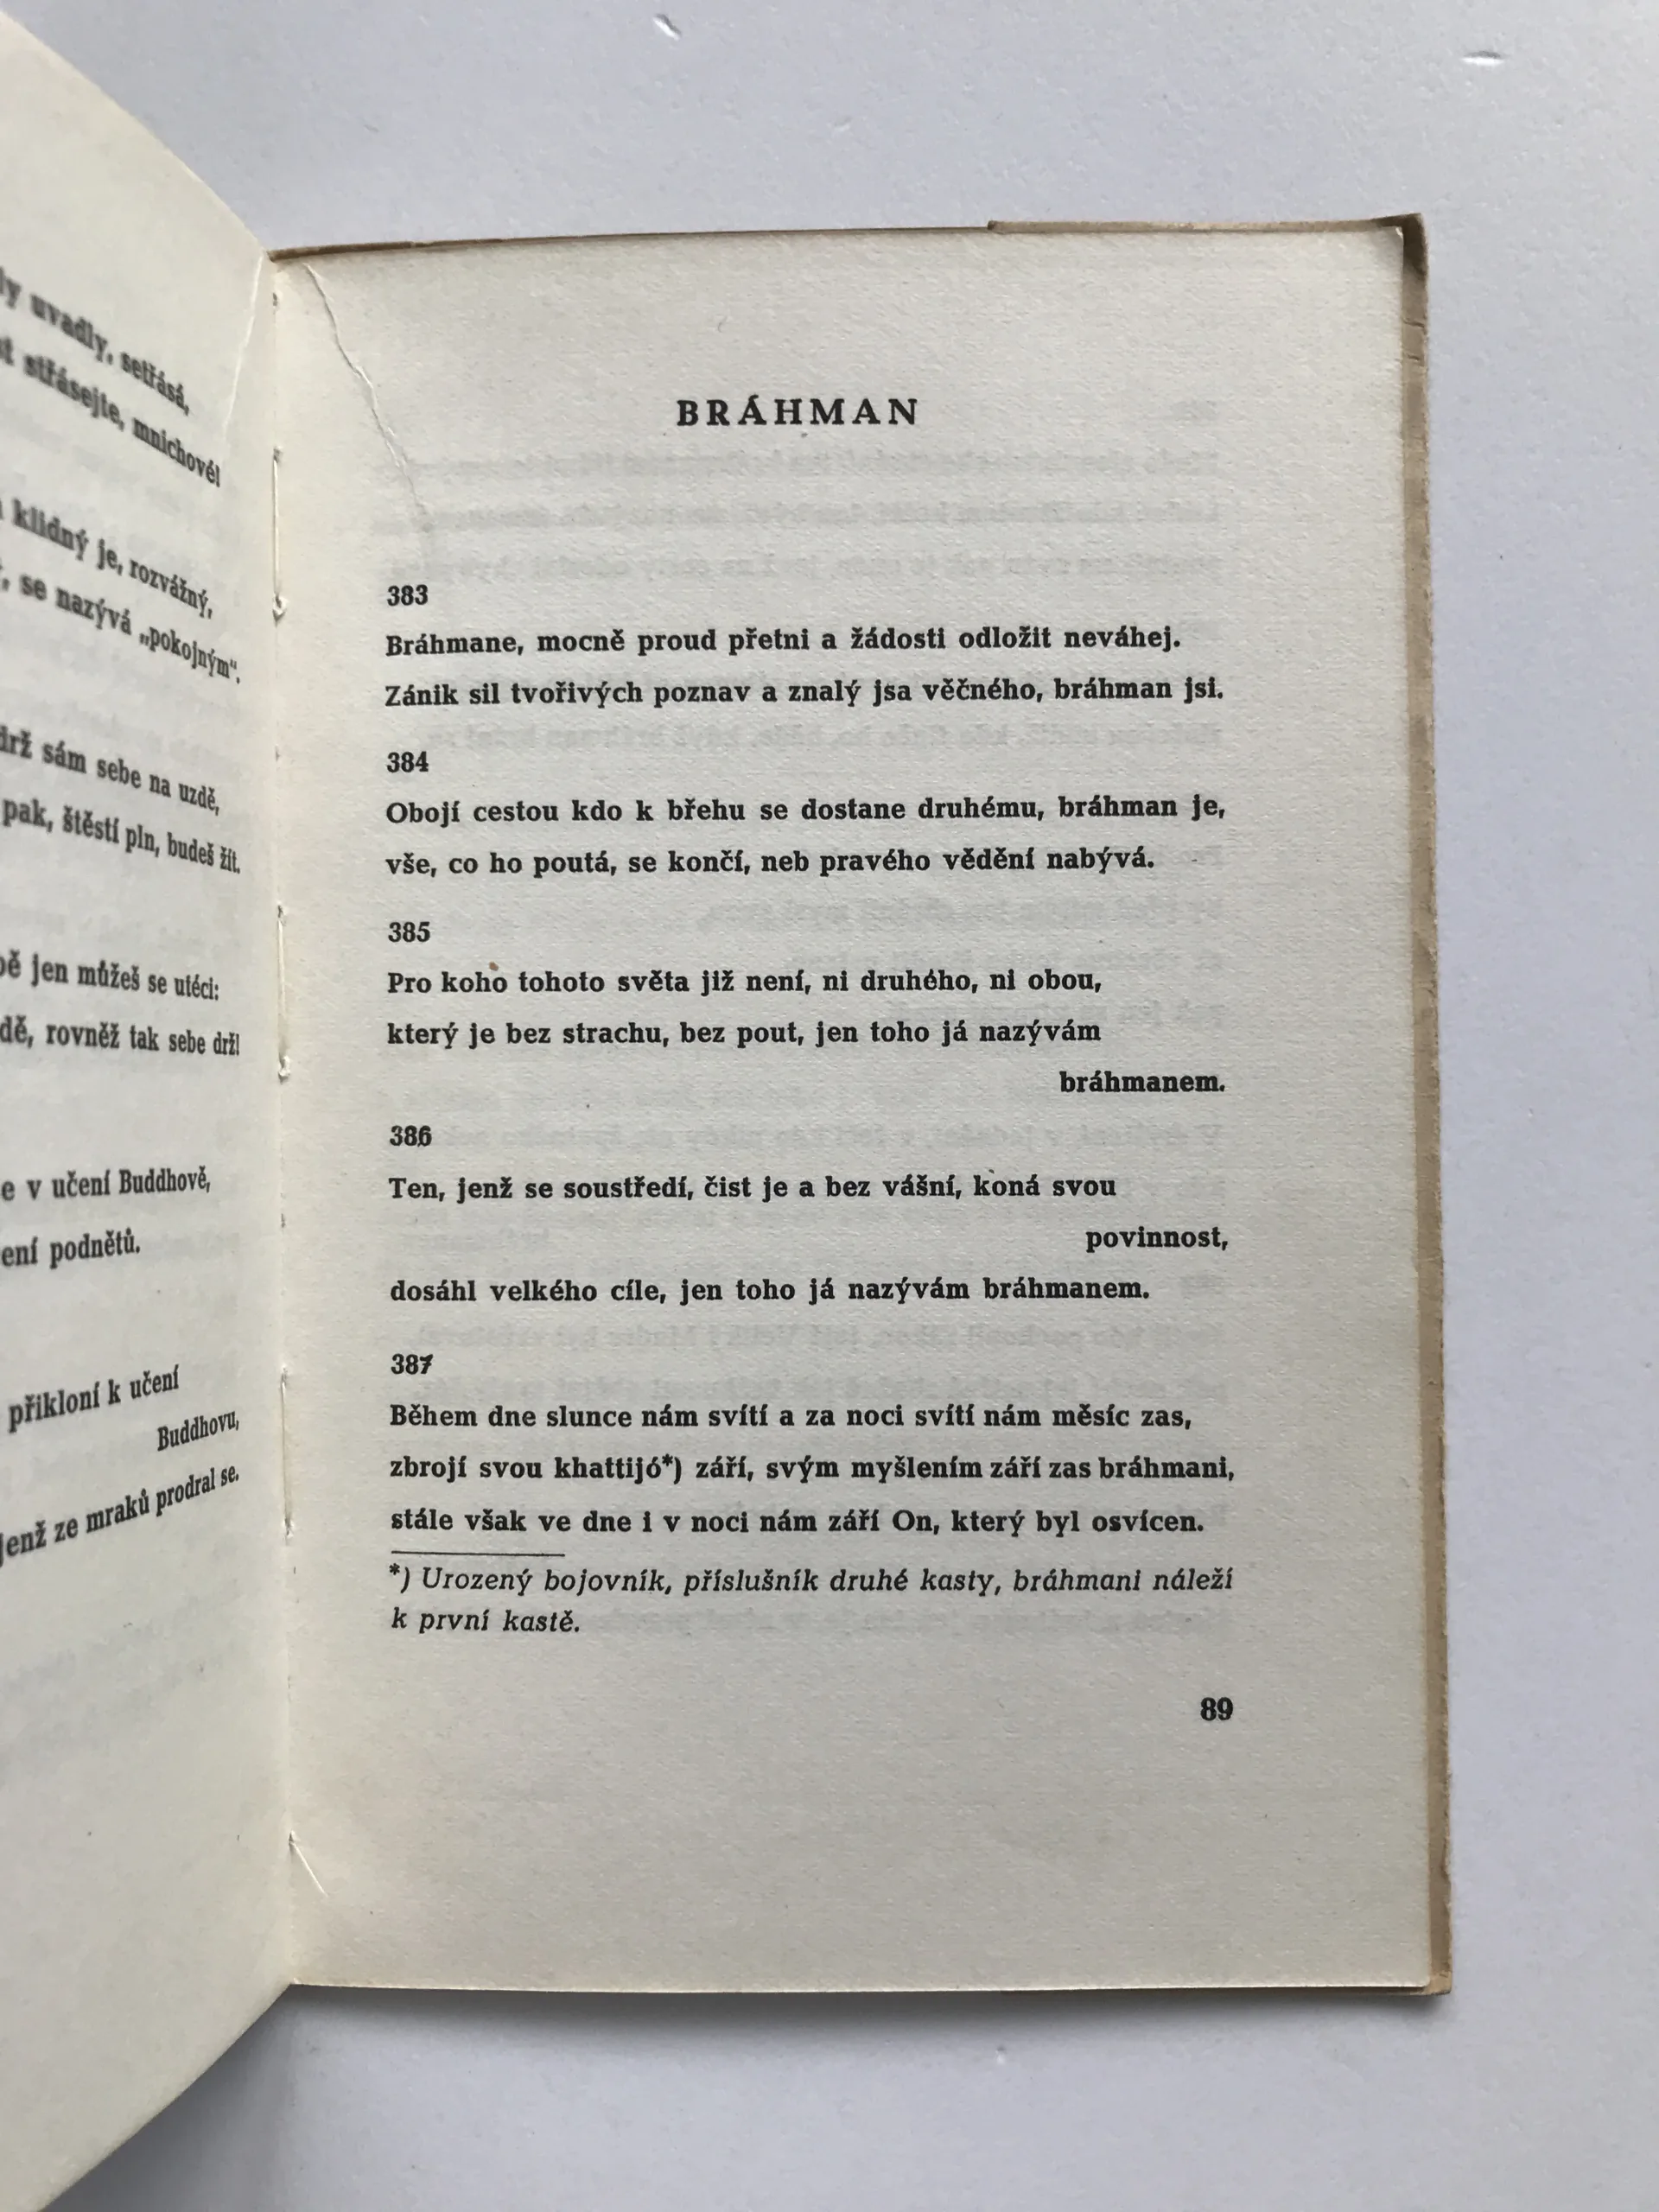 uvadly, setřásá,
střásejte, mnichové!
klidný je, rozvážný,
se nazývá „pokojným“.
sám sebe na uzdě,
pak, štěstí pln, budeš žít.
jen můžeš se utéci:
rovněž tak sebe drž!
v učení Buddhově,
podnětů.
přikloní k učení
Buddhovu,
jenž ze mraků prodral se.
BRÁHMAN
383
Bráhmane, mocně proud přetni a žádosti odložit neváhej.
Zánik sil tvořivých poznav a znalý jsa věčného, bráhman jsi.
384
Obojí cestou kdo k břehu se dostane druhému, bráhman je,
vše, co ho poutá, se končí, neb pravého vědění nabývá.
385
Pro koho tohoto světa již není, ni druhého, ni obou,
který je bez strachu, bez pout, jen toho já nazývám
bráhmanem.
386
Ten, jenž se soustředí, čist je a bez vášní, koná svou
povinnost,
dosáhl velkého cíle, jen toho já nazývám bráhmanem.
387
Během dne slunce nám svítí a za noci svítí nám měsíc zas,
zbrojí svou khattijó*) září, svým myšlením září zas bráhmani,
stále však ve dne i v noci nám září On, který byl osvícen.
*) Urozený bojovník, příslušník druhé kasty, bráhmani náleží
k první kastě.
89